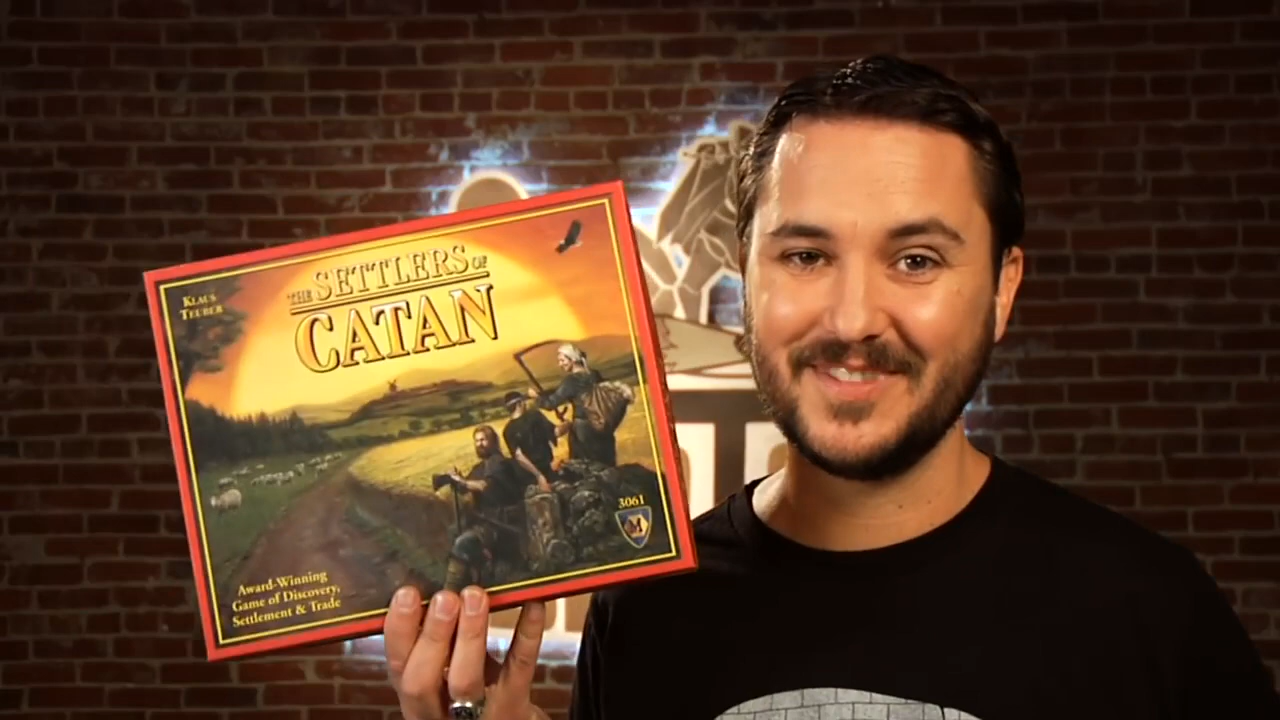 KLAUS
TEUBER
THE SETTLERS OF
CATAN
3061
M
Award-Winning
Game of Discovery,
Settlement & Trade